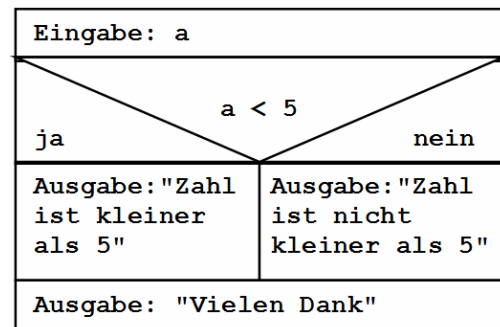 Eingabe: a
a < 5
ja
nein
Ausgabe:"Zahl
ist kleiner
als 5"
Ausgabe:"Zahl
ist nicht
kleiner als 5"
Ausgabe: "Vielen Dank"